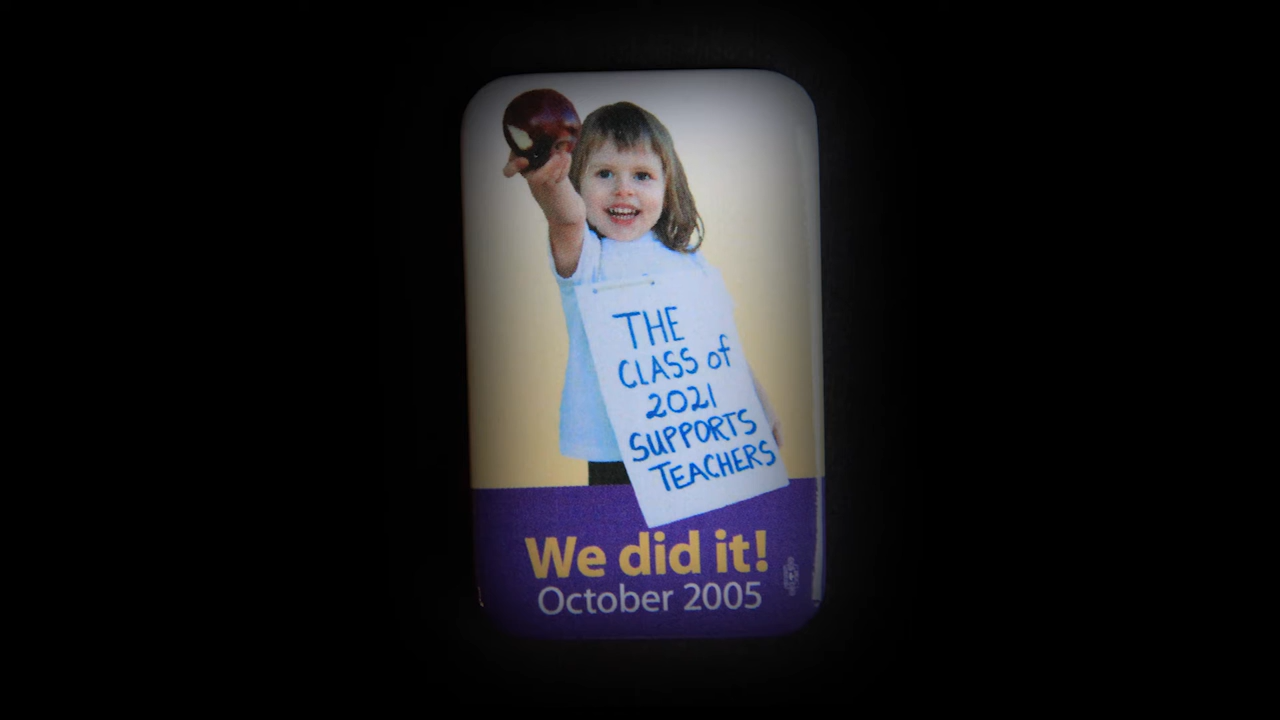 THE
CLASS of
2021
SUPPORTS
TEACHERS
We did it!
October 2005